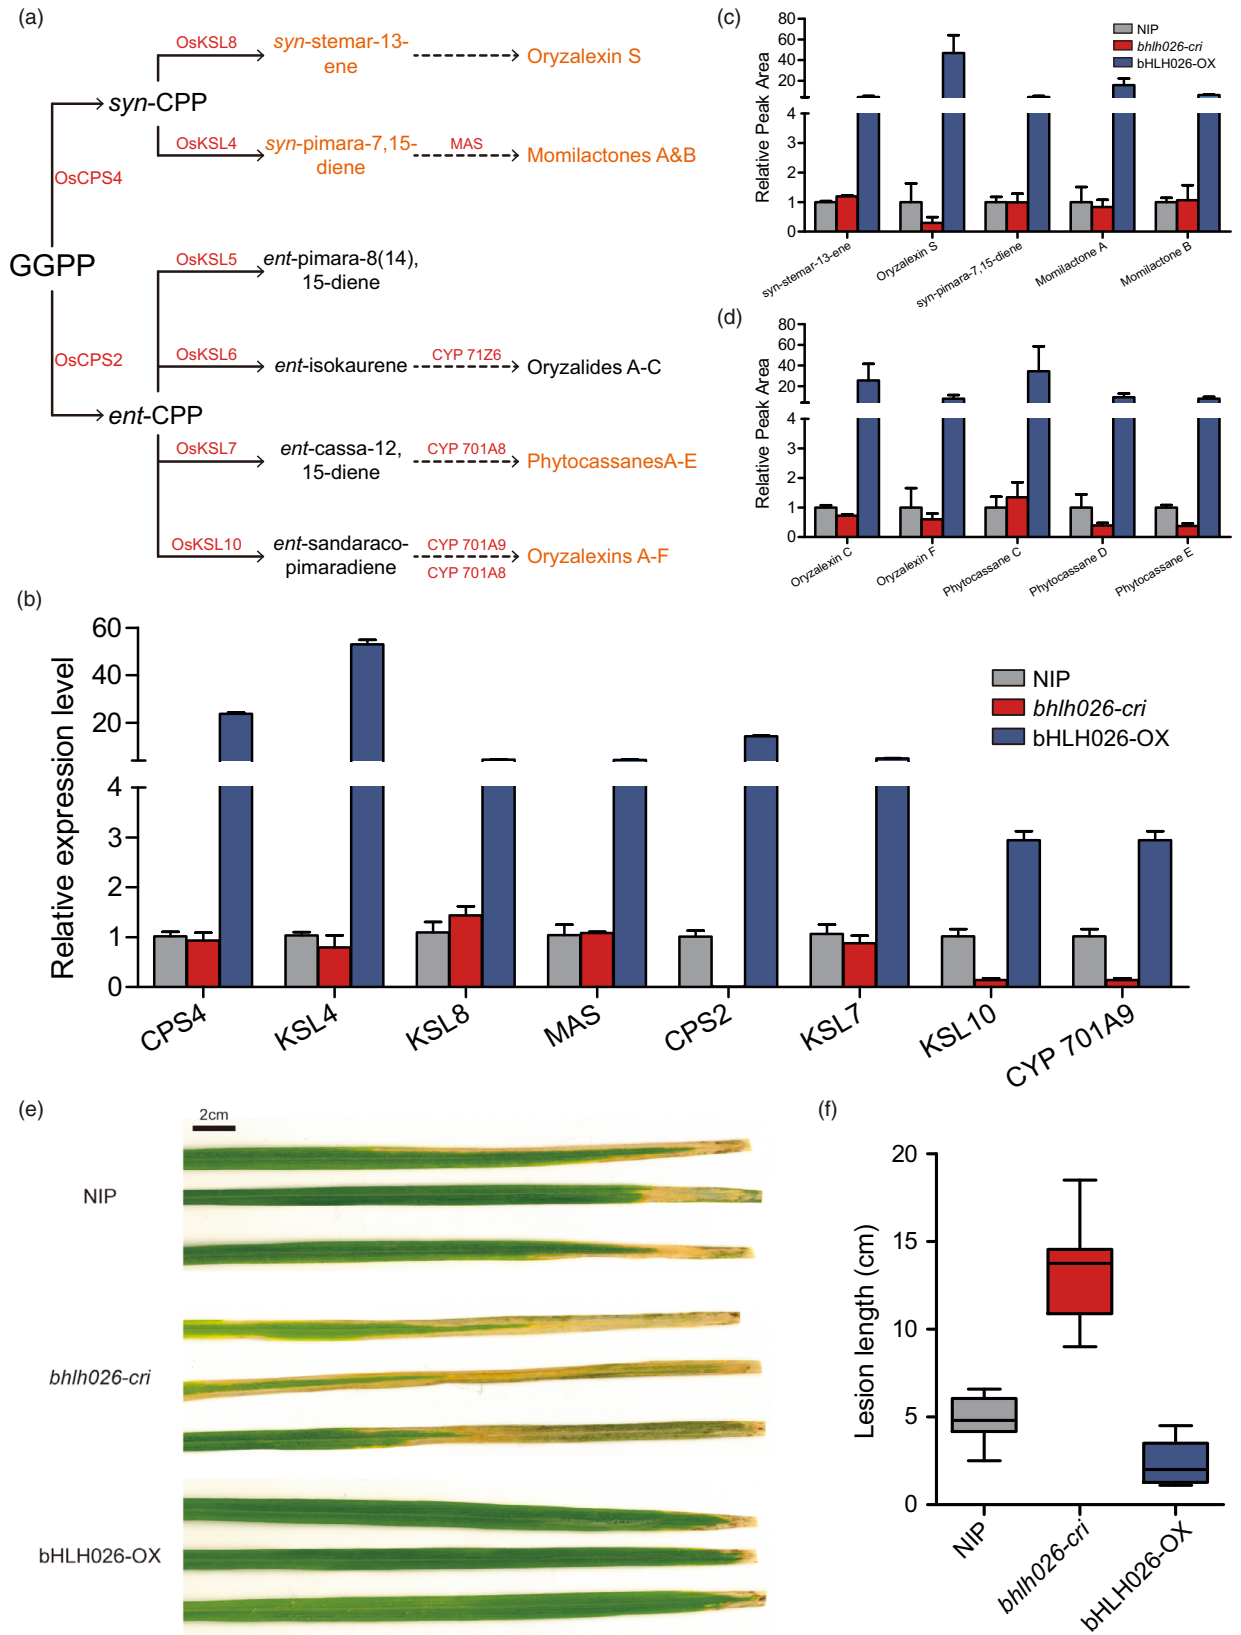 (a)
OsKSL8
syn-stemar-13-
ene
Oryzalexin S
syn-CPP
OsKSL4
syn-pimara-7,15-
diene
MAS
Momilactones A&B
OsCPS4
GGPP
OsKSL5
ent-pimara-8(14),
15-diene
OsCPS2
OsKSL6
ent-isokaurene
CYP 71Z6
Oryzalides A-C
ent-CPP
OsKSL7
ent-cassa-12,
15-diene
CYP 701A8
PhytocassanesA-E
OsKSL10
ent-sandaraco-
pimaradiene
CYP 701A9
CYP 701A8
Oryzalexins A-F
(c)
Relative Peak Area
80
60
40
20
4
3
2
1
0
NIP
bhlh026-cri
bHLH026-OX
syn-stemar-13-ene
Oryzalexin S
syn-pimara-7,15-diene
Momilactone A
Momilactone B
(d)
Relative Peak Area
80
60
40
20
4
3
2
1
0
Oryzalexin C
Oryzalexin F
Phytocassane C
Phytocassane D
Phytocassane E
(b)
Relative expression level
60
40
20
4
3
2
1
0
NIP
bhlh026-cri
bHLH026-OX
CPS4
KSL4
KSL8
MAS
CPS2
KSL7
KSL10
CYP 701A9
(e)
2cm
NIP
bhlh026-cri
bHLH026-OX
(f)
Lesion length (cm)
20
15
10
5
0
NIP
bhlh026-cri
bHLH026-OX